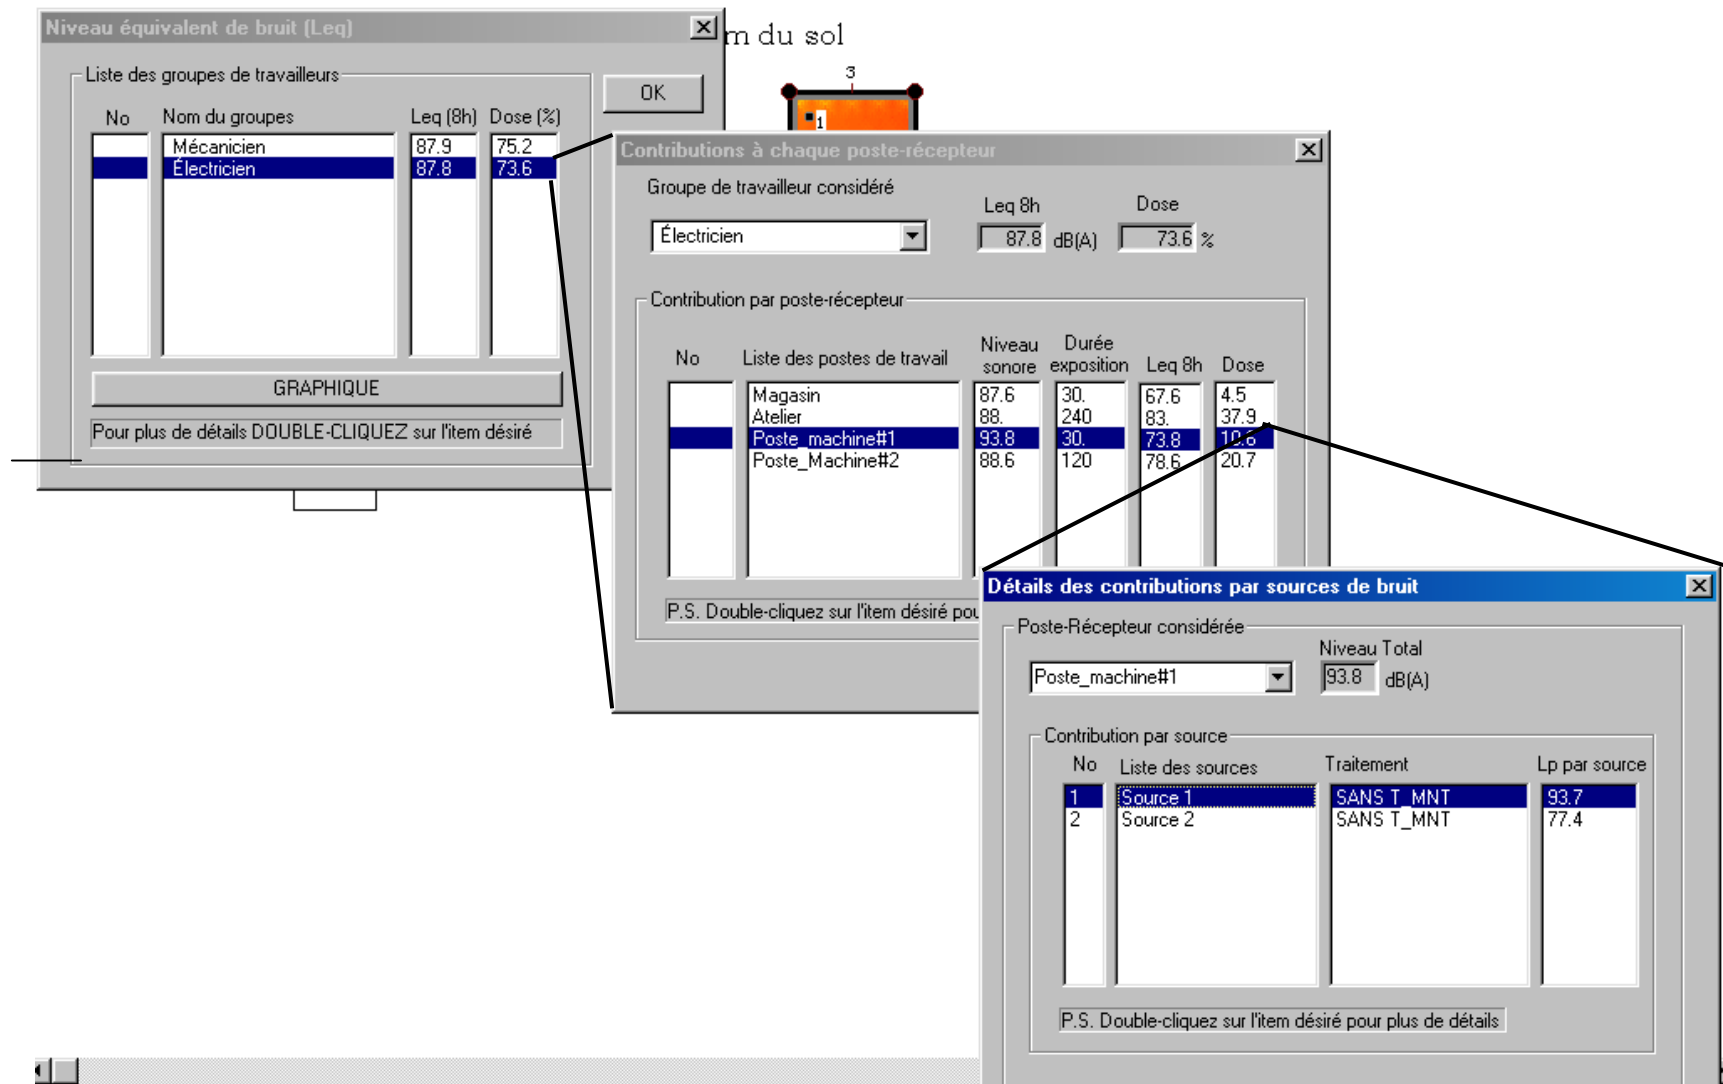 Niveau équivalent de bruit (Leq)
m du sol
Liste des groupes de travailleurs
OK
3
1
No Nom du groupes Leq (8h) Dose (%)
Mécanicien 87.9 75.2
Électricien 87.8 73.6
GRAPHIQUE
Pour plus de détails DOUBLE-CLIQUEZ sur l'item désiré
Contributions à chaque poste-récepteur
Groupe de travailleur considéré
Leq 8h Dose
Électricien 87.8 dB(A) 73.6 %
Contribution par poste-récepteur
No Liste des postes de travail Niveau sonore Durée exposition Leq 8h Dose
Magasin 87.6 30. 67.6 4.5
Atelier 88. 240 83. 37.9
Poste_machine#1 93.8 30. 73.8 10.6
Poste_Machine#2 88.6 120 78.6 20.7
P.S. Double-cliquez sur l'item désiré pou
Détails des contributions par sources de bruit
Poste-Récepteur considérée
Niveau Total
Poste_machine#1 93.8 dB(A)
Contribution par source
No Liste des sources Traitement Lp par source
1 Source 1 SANS T_MNT 93.7
2 Source 2 SANS T_MNT 77.4
P.S. Double-cliquez sur l'item désiré pour plus de détails